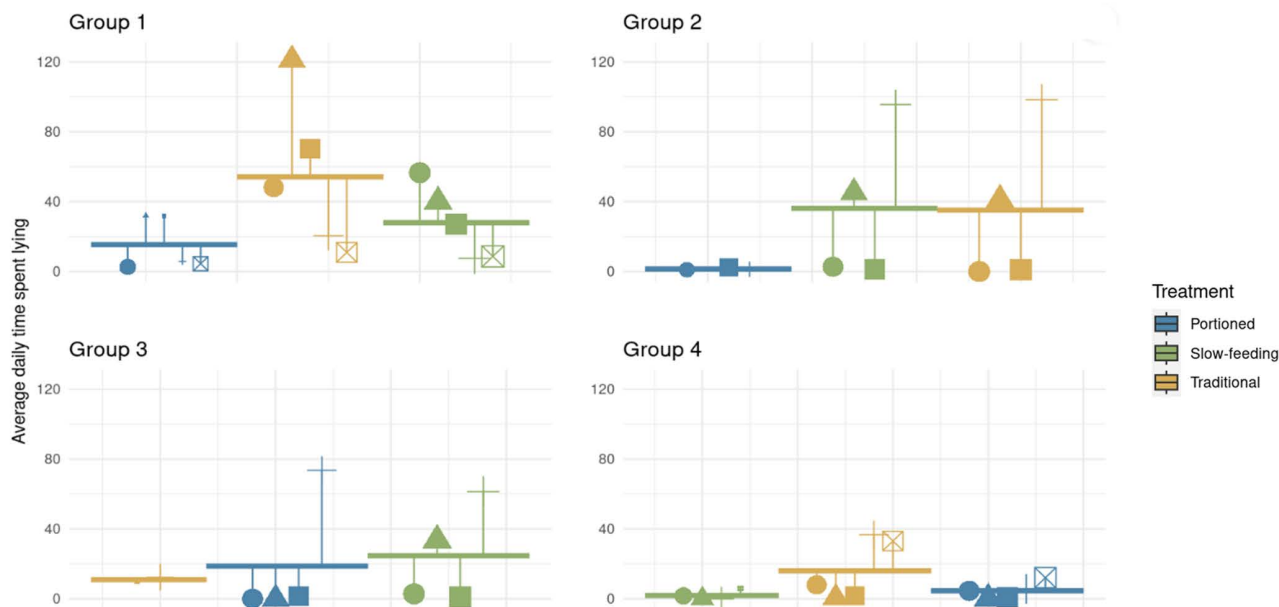 Group 1
Group 2
120
80
40
0
120
80
40
0
Average daily time spent lying
Treatment
Portioned
Slow-feeding
Traditional
Group 3
Group 4
120
80
40
0
120
80
40
0